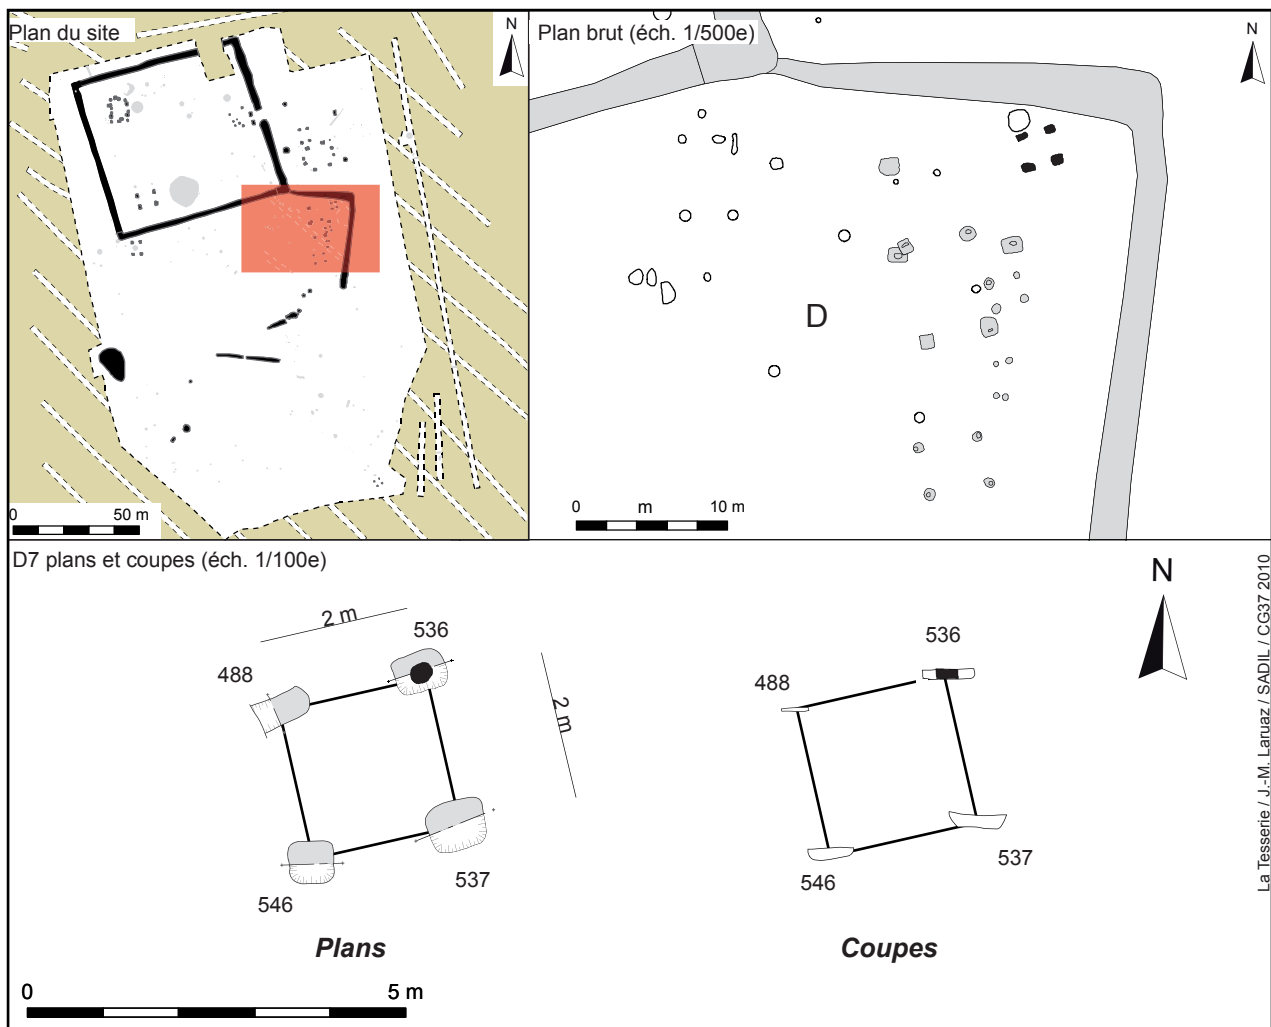 Plan du site
N
0 50 m
Plan brut (éch. 1/500e)
N
D
0 m 10 m
D7 plans et coupes (éch. 1/100e)
N
2 m
536
488
2 m
546
537
Plans
536
488
546
537
Coupes
0 5 m
La Tesserie / J.-M. Laruaz / SADIL / CG37 2010